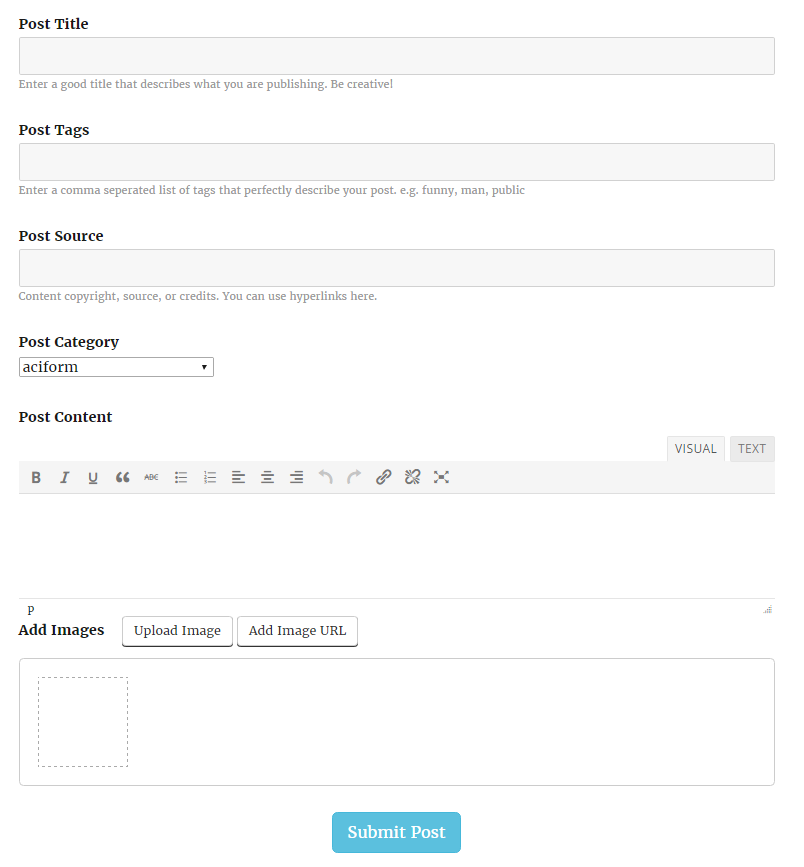 Post Title
Enter a good title that describes what you are publishing. Be creative!
Post Tags
Enter a comma seperated list of tags that perfectly describe your post. e.g. funny, man, public
Post Source
Content copyright, source, or credits. You can use hyperlinks here.
Post Category
aciform
Post Content
VISUAL TEXT
B I U ABC
p
Add Images Upload Image Add Image URL
Submit Post